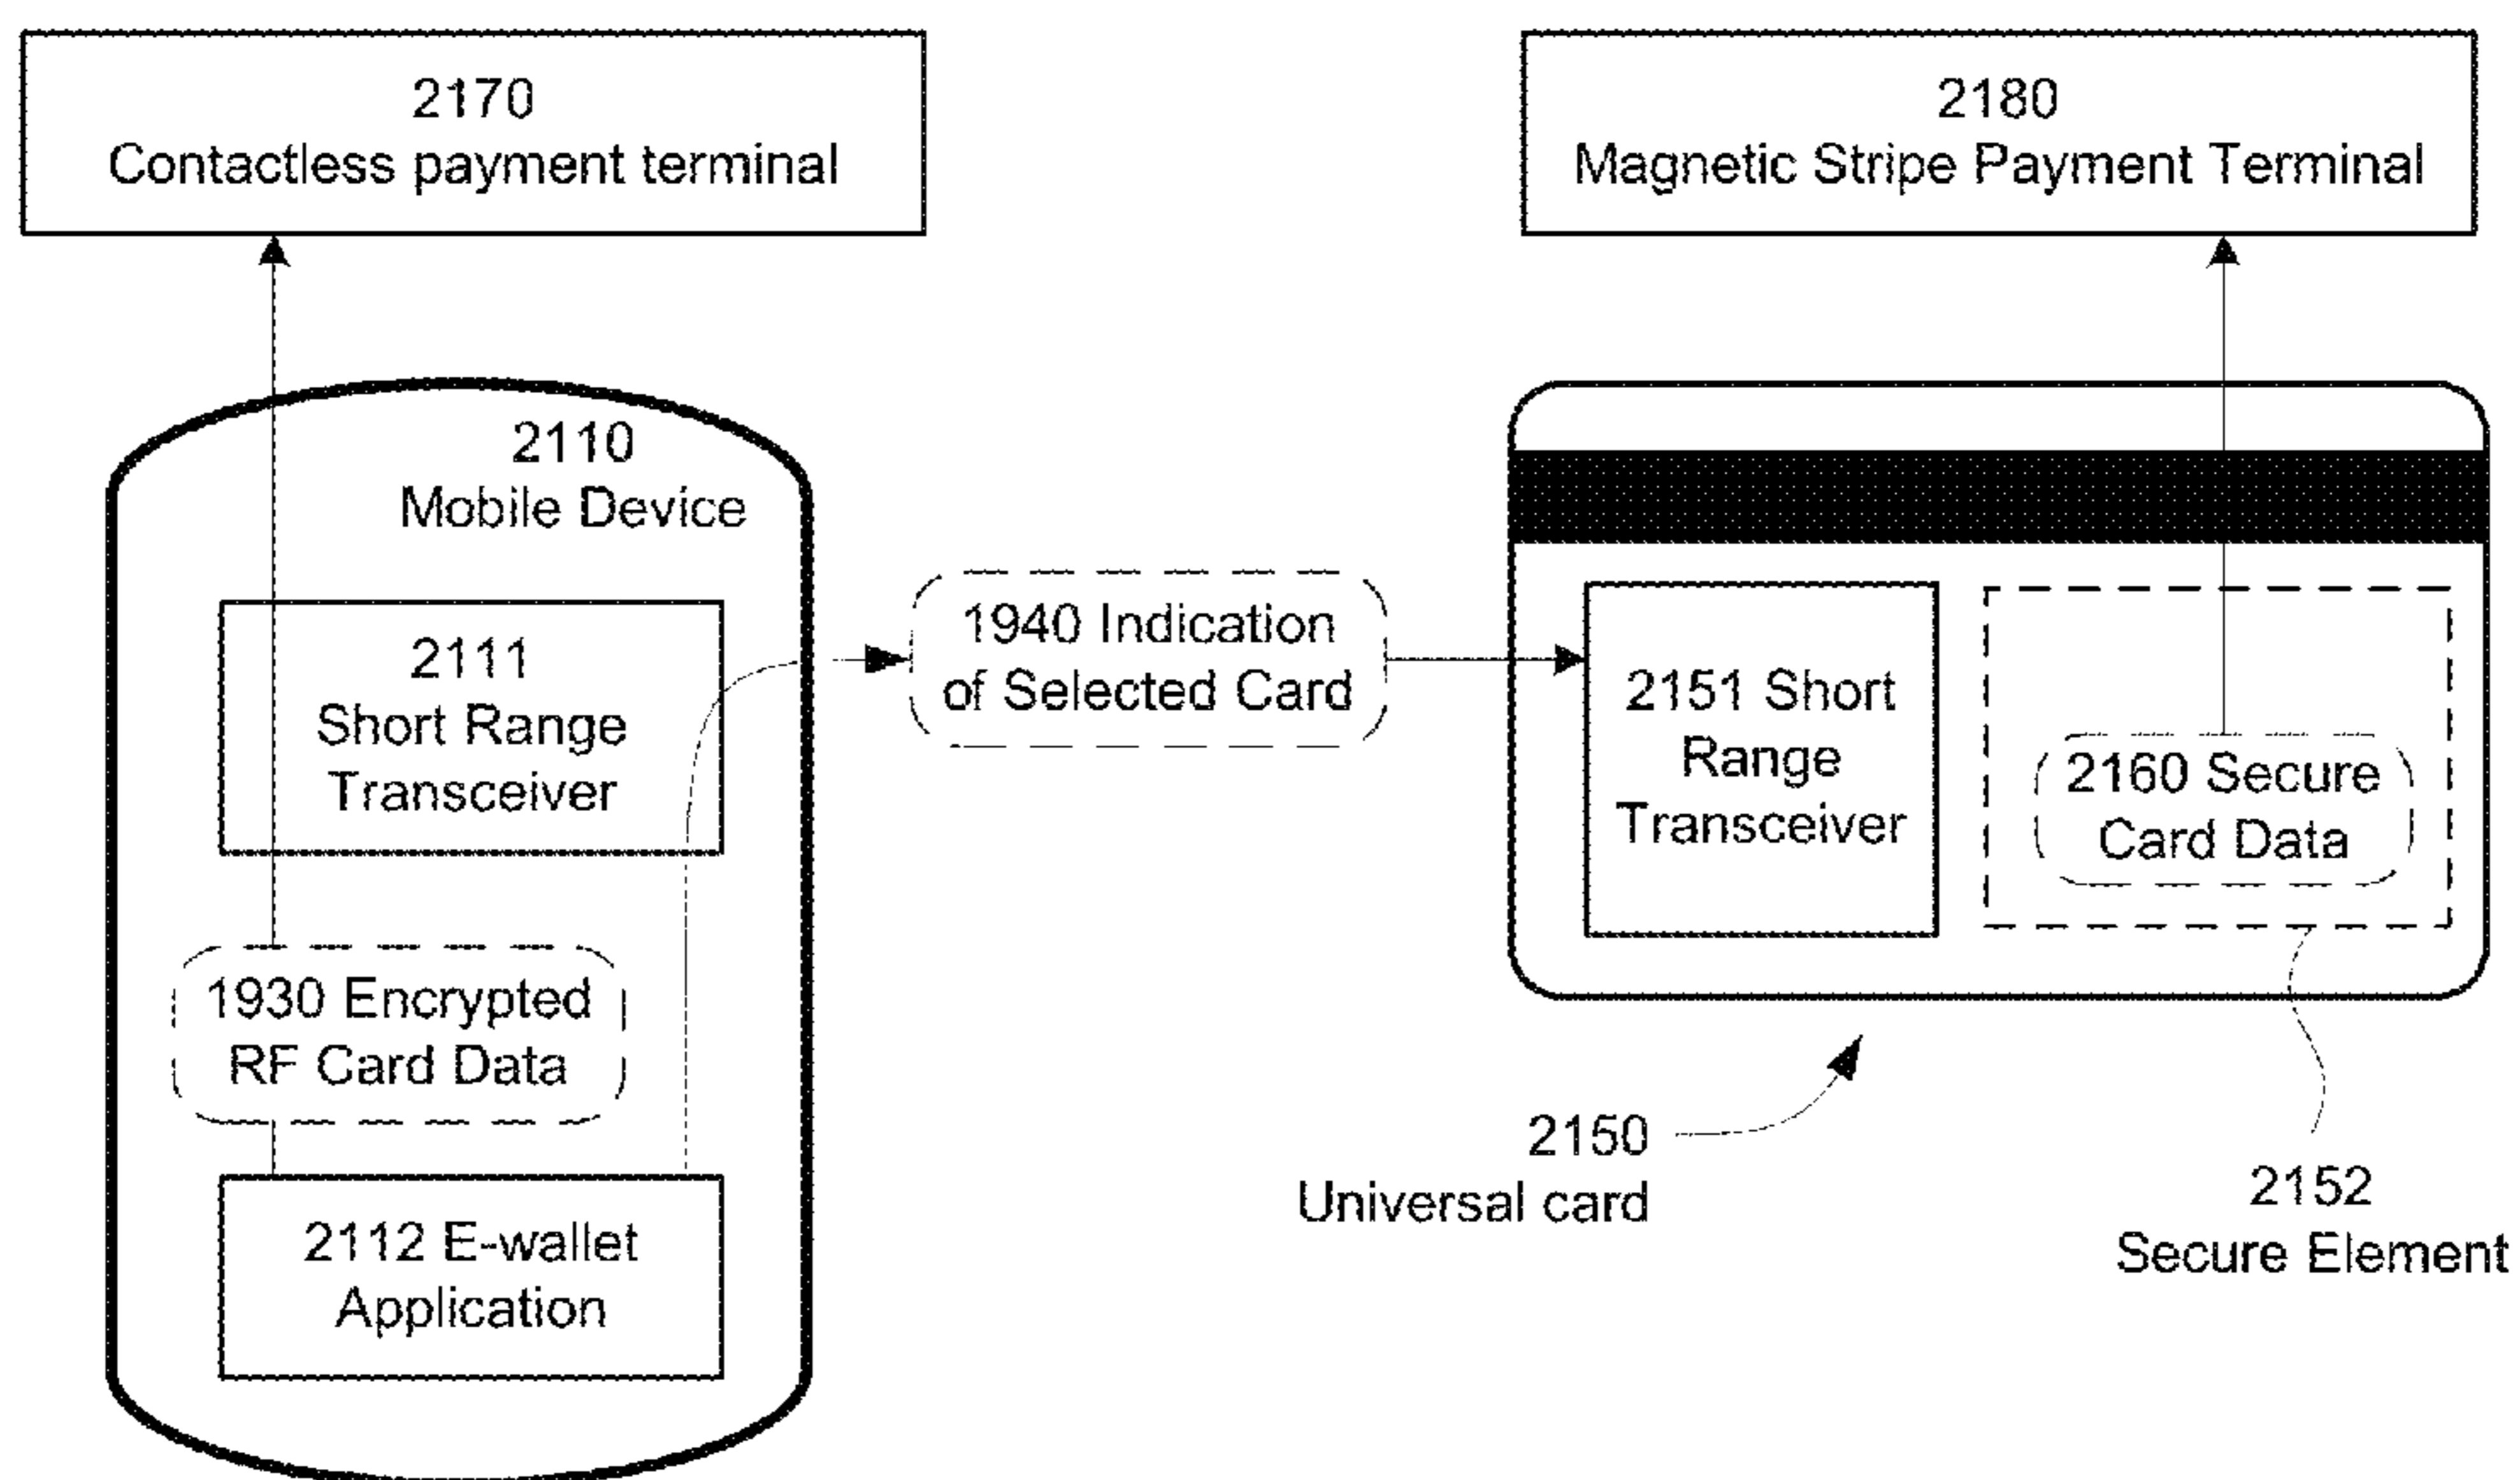 2170
Contactless payment terminal
2180
Magnetic Stripe Payment Terminal
2110
Mobile Device
2111
Short Range
Transceiver
1940 Indication
of Selected Card
2151 Short
Range
Transceiver
2160 Secure
Card Data
1930 Encrypted
RF Card Data
2112 E-wallet
Application
2150
Universal card
2152
Secure Element